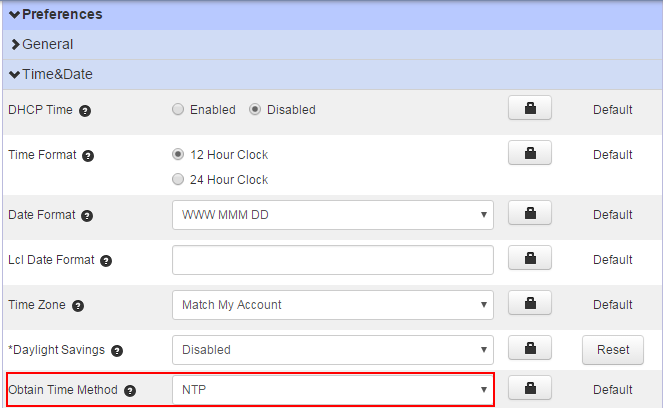 Preferences
General
Time&Date
DHCP Time ? Enabled Disabled Default
Time Format ? 12 Hour Clock Default
24 Hour Clock
Date Format ? WWW MMM DD Default
Lcl Date Format ? Default
Time Zone ? Match My Account Default
*Daylight Savings ? Disabled Reset
Obtain Time Method ? NTP Default